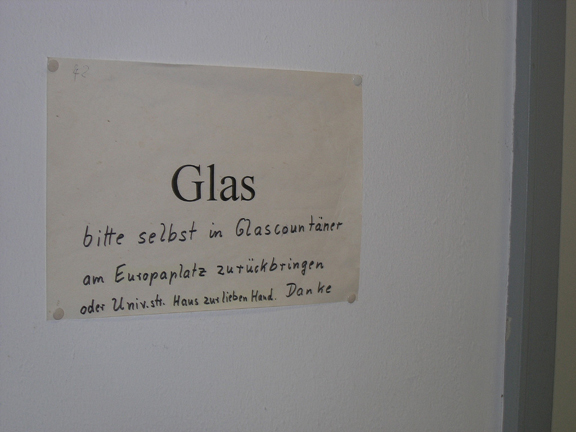 Glas
bitte selbst in Glascountäner
am Europaplatz zurückbringen
oder Univ.str. Haus zur lieben Hand. Danke